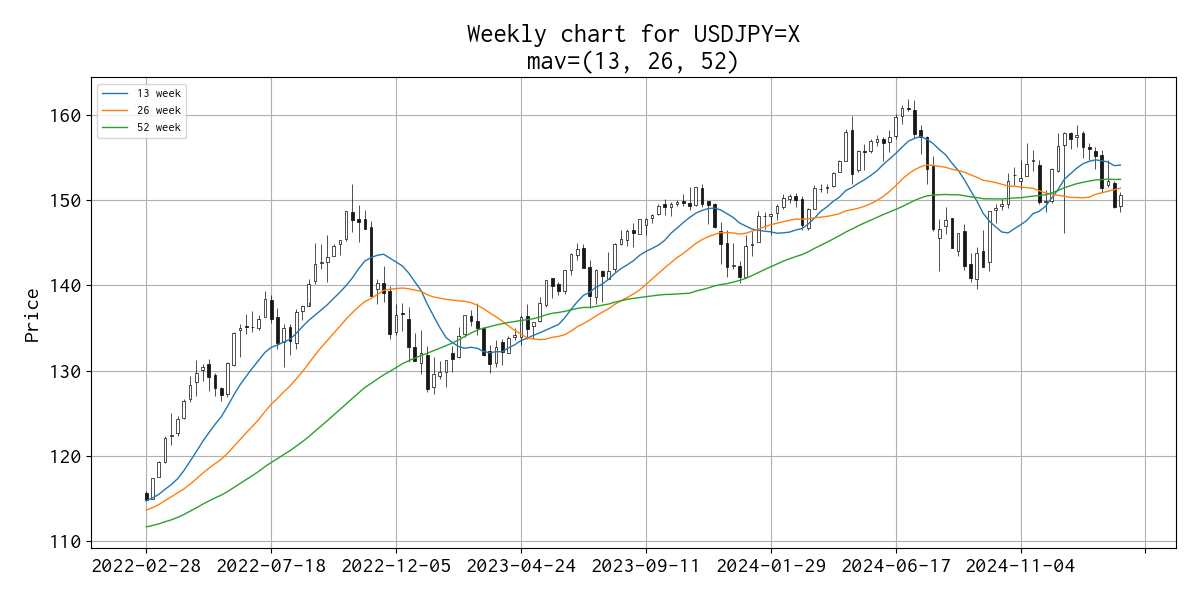 Weekly chart for USDJPY=X
mav=(13, 26, 52)
13 week
26 week
52 week
Price
160
150
140
130
120
110
2022-02-28 2022-07-18 2022-12-05 2023-04-24 2023-09-11 2024-01-29 2024-06-17 2024-11-04